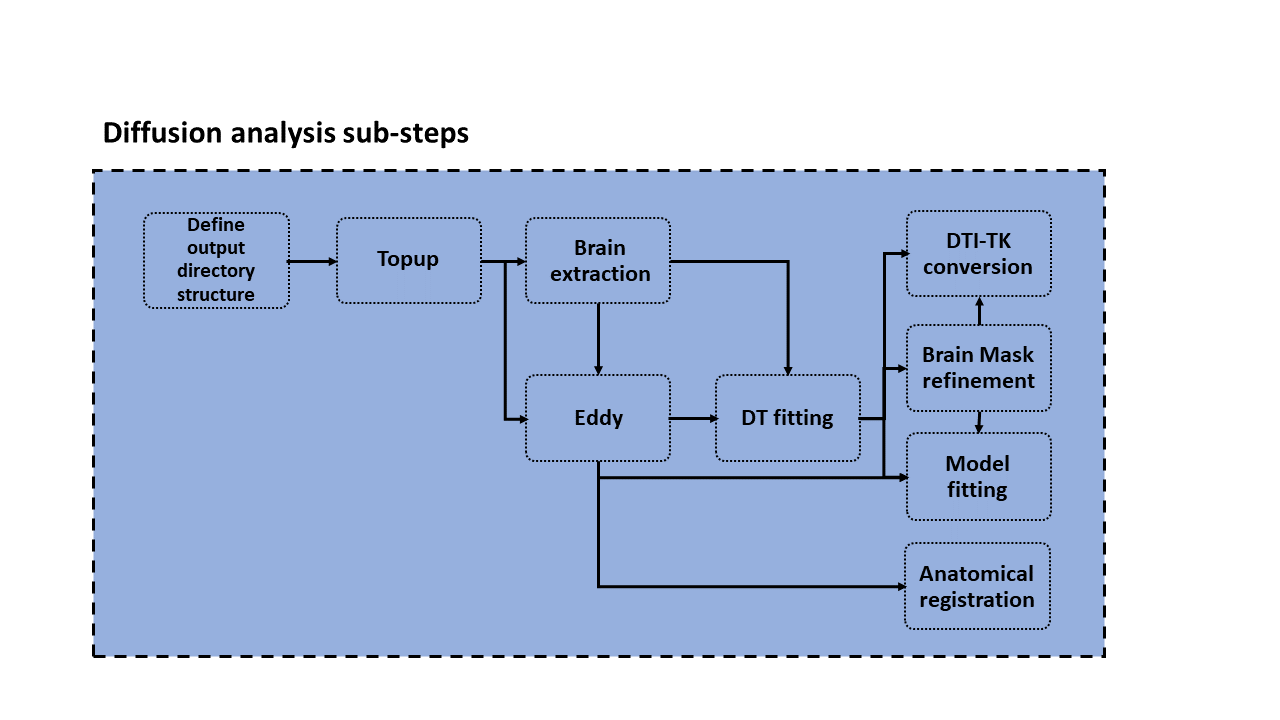 Diffusion analysis sub-steps
Define
output
directory
structure
Topup
Brain
extraction
DTI-TK
conversion
Brain Mask
refinement
Eddy
DT fitting
Model
fitting
Anatomical
registration